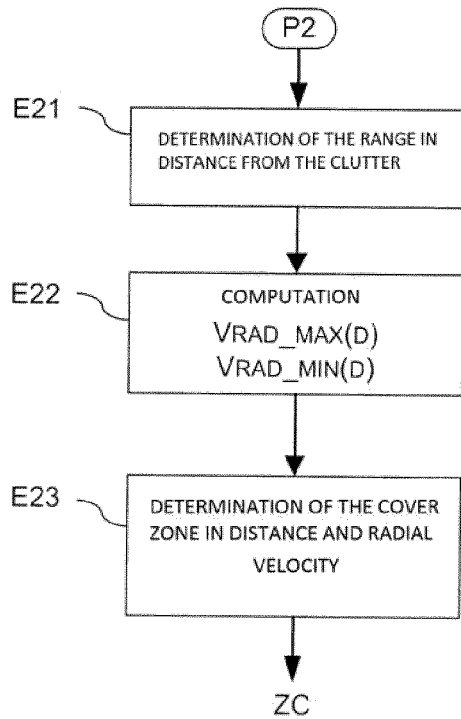 P2
E21
DETERMINATION OF THE RANGE IN
DISTANCE FROM THE CLUTTER
E22
COMPUTATION
VRAD_MAX(D)
VRAD_MIN(D)
E23
DETERMINATION OF THE COVER
ZONE IN DISTANCE AND RADIAL
VELOCITY
ZC